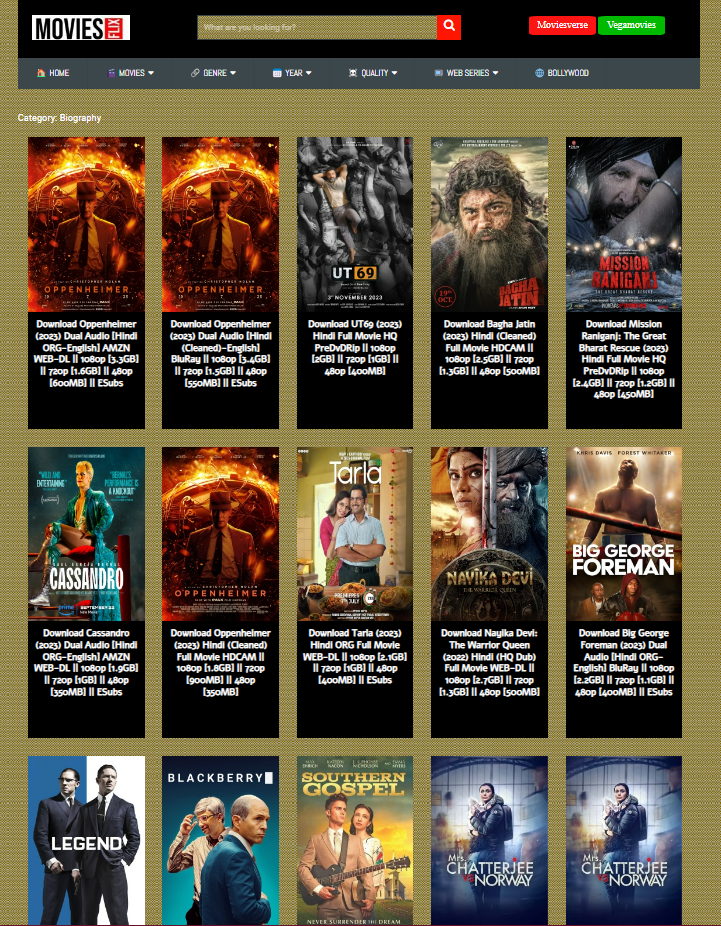 MOVIES FLIX
What are you looking for?
Moviesverse
Vegamovies
HOME
MOVIES
GENRE
YEAR
QUALITY
WEB SERIES
BOLLYWOOD
Category: Biography
OPPENHEIMER
OPPENHEIMER
UT 69
3RD NOVEMBER 2023
19TH
OCT.
BAGHA
JATIN
MISSION
RANIGANJ
THE GREAT BHARAT RESCUE
Download Oppenheimer
(2023) Dual Audio [Hindi
ORG-English] AMZN
WEB-DL || 1080p [3.3GB]
|| 720p [1.6GB] || 480p
[600MB] || ESubs
Download Oppenheimer
(2023) Dual Audio [Hindi
(Cleaned)-English]
BluRay || 1080p [3.4GB]
|| 720p [1.5GB] || 480p
[550MB] || ESubs
Download UT69 (2023)
Hindi Full Movie HQ
PreDvDRip || 1080p
[2GB] || 720p [1GB] ||
480p [400MB]
Download Bagha Jatin
(2023) Hindi (Cleaned)
Full Movie HDCAM ||
1080p [2.5GB] || 720p
[1.3GB] || 480p [500MB]
Download Mission
Raniganj: The Great
Bharat Rescue (2023)
Hindi Full Movie HQ
PreDvDRip || 1080p
[2.4GB] || 720p [1.2GB] ||
480p [450MB]
"WILD AND
ENTERTAINING"
"BERNAL'S
PERFORMANCE IS
A KNOCKOUT"
GAEL GARCÍA BERNAL
CASSANDRO
prime
SEPTEMBER 22
OPPENHEIMER
Tarla
PREMIERES
7TH JULY
NAYIKA DEVI
THE WARRIOR QUEEN
KHRIS DAVIS FOREST WHITAKER
BIG GEORGE
FOREMAN
Download Cassandro
(2023) Dual Audio [Hindi
ORG-English] AMZN
WEB-DL || 1080p [1.9GB]
|| 720p [1GB] || 480p
[350MB] || ESubs
Download Oppenheimer
(2023) Hindi (Cleaned)
Full Movie HDCAM ||
1080p [1.8GB] || 720p
[900MB] || 480p
[350MB]
Download Tarla (2023)
Hindi ORG Full Movie
WEB-DL || 1080p [2.1GB]
|| 720p [1GB] || 480p
[400MB] || ESubs
Download Nayika Devi:
The Warrior Queen
(2022) Hindi (HQ Dub)
Full Movie WEB-DL ||
1080p [2.7GB] || 720p
[1.3GB] || 480p [500MB]
Download Big George
Foreman (2023) Dual
Audio [Hindi ORG-
English] BluRay || 1080p
[2.2GB] || 720p [1.1GB] ||
480p [400MB] || ESubs
LEGEND
BLACKBERRY
SOUTHERN
GOSPEL
NEVER SURRENDER THE DREAM
Mrs.
CHATTERJEE
VS NORWAY
Mrs.
CHATTERJEE
VS NORWAY